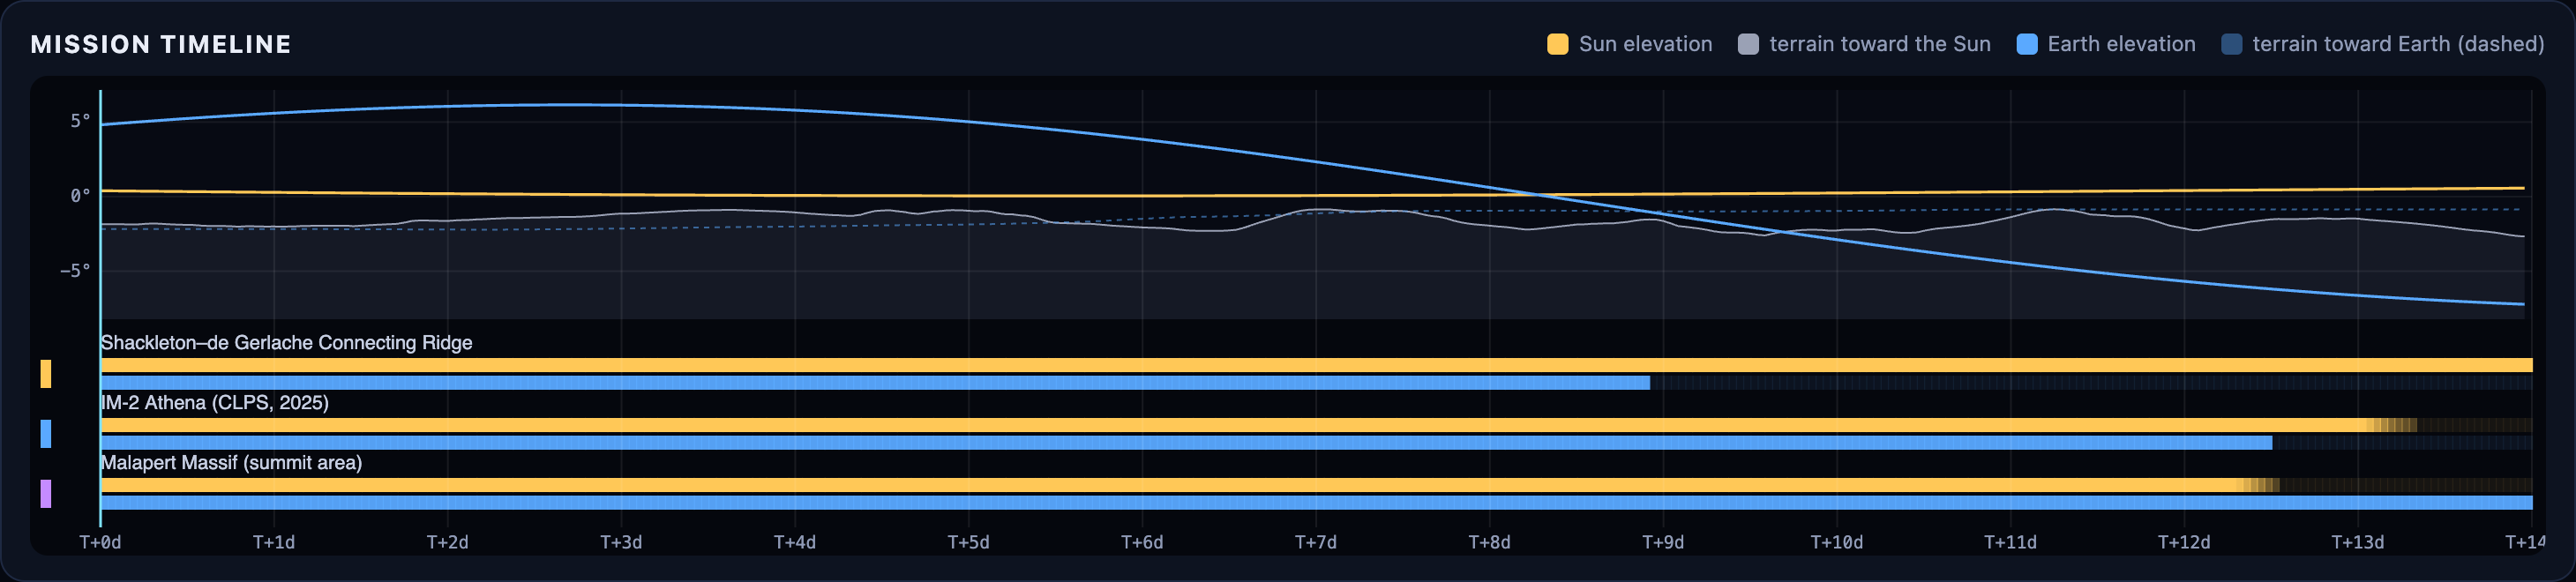 MISSION TIMELINE
Sun elevation terrain toward the Sun Earth elevation terrain toward Earth (dashed)
5°
0°
−5°
Shackleton–de Gerlache Connecting Ridge
IM-2 Athena (CLPS, 2025)
Malapert Massif (summit area)
T+0d T+1d T+2d T+3d T+4d T+5d T+6d T+7d T+8d T+9d T+10d T+11d T+12d T+13d T+14